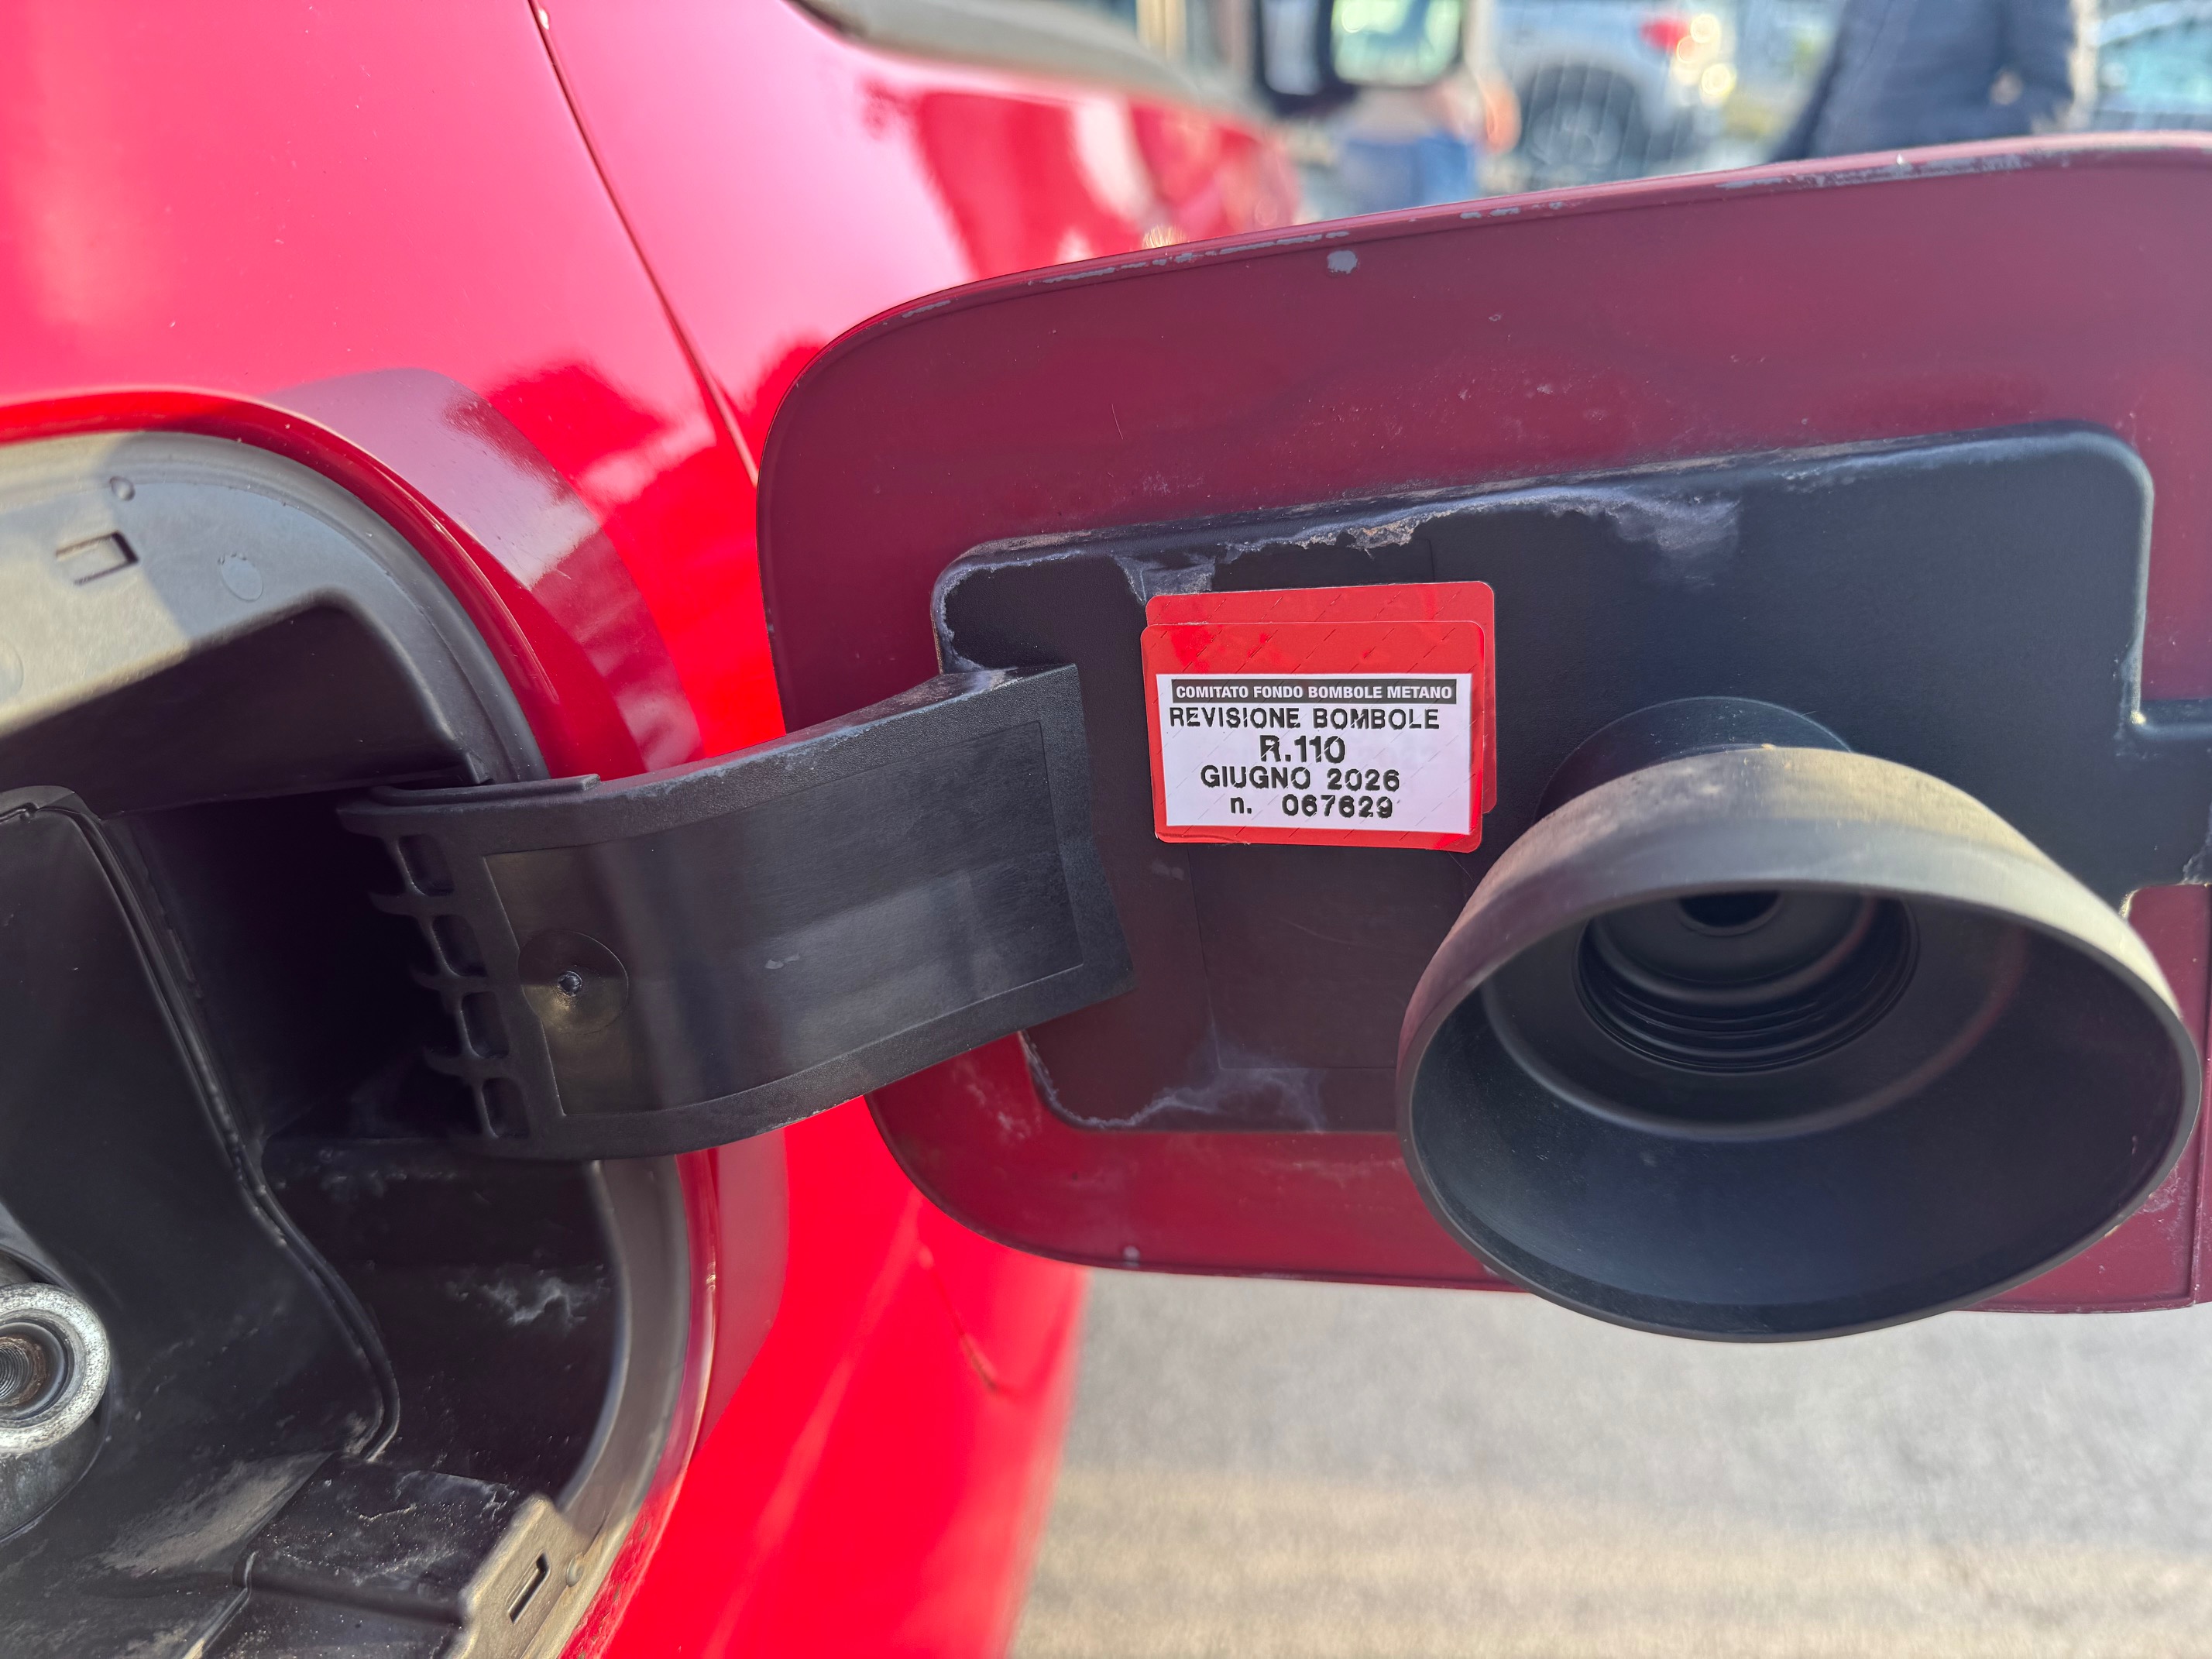 COMITATO FONDO BOMBOLE METANO
REVISIONE BOMBOLE
R.110
GIUGNO 2026
n. 067629